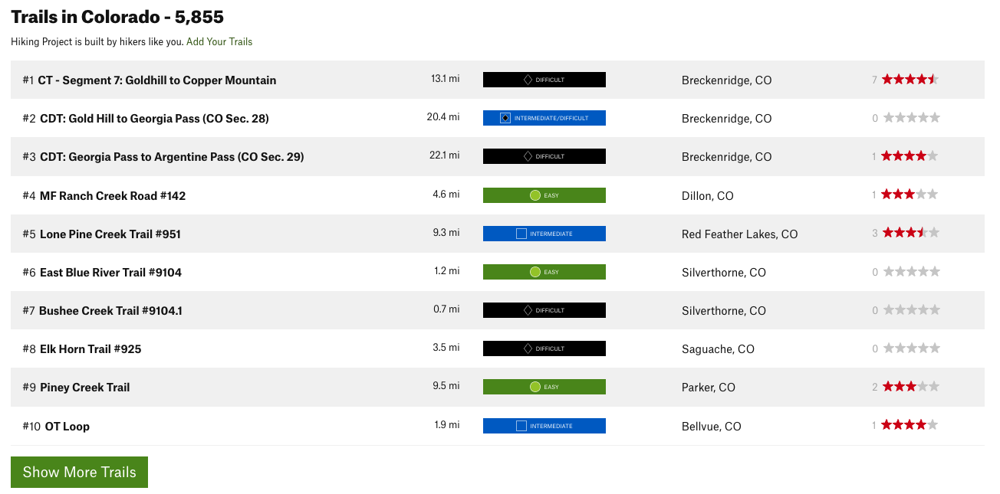 Trails in Colorado - 5,855
Hiking Project is built by hikers like you. Add Your Trails
#1 CT - Segment 7: Goldhill to Copper Mountain 13.1 mi DIFFICULT Breckenridge, CO 7
#2 CDT: Gold Hill to Georgia Pass (CO Sec. 28) 20.4 mi INTERMEDIATE/DIFFICULT Breckenridge, CO 0
#3 CDT: Georgia Pass to Argentine Pass (CO Sec. 29) 22.1 mi DIFFICULT Breckenridge, CO 1
#4 MF Ranch Creek Road #142 4.6 mi EASY Dillon, CO 1
#5 Lone Pine Creek Trail #951 9.3 mi INTERMEDIATE Red Feather Lakes, CO 3
#6 East Blue River Trail #9104 1.2 mi EASY Silverthorne, CO 0
#7 Bushee Creek Trail #9104.1 0.7 mi DIFFICULT Silverthorne, CO 0
#8 Elk Horn Trail #925 3.5 mi DIFFICULT Saguache, CO 0
#9 Piney Creek Trail 9.5 mi EASY Parker, CO 2
#10 OT Loop 1.9 mi INTERMEDIATE Bellvue, CO 1
Show More Trails